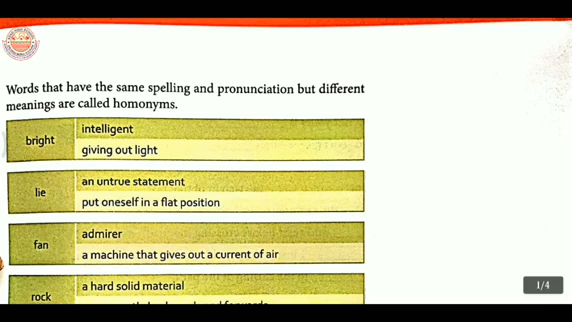 Words that have the same spelling and pronunciation but different
meanings are called homonyms.
bright
intelligent
giving out light
lie
an untrue statement
put oneself in a flat position
fan
admirer
a machine that gives out a current of air
rock
a hard solid material
1/4